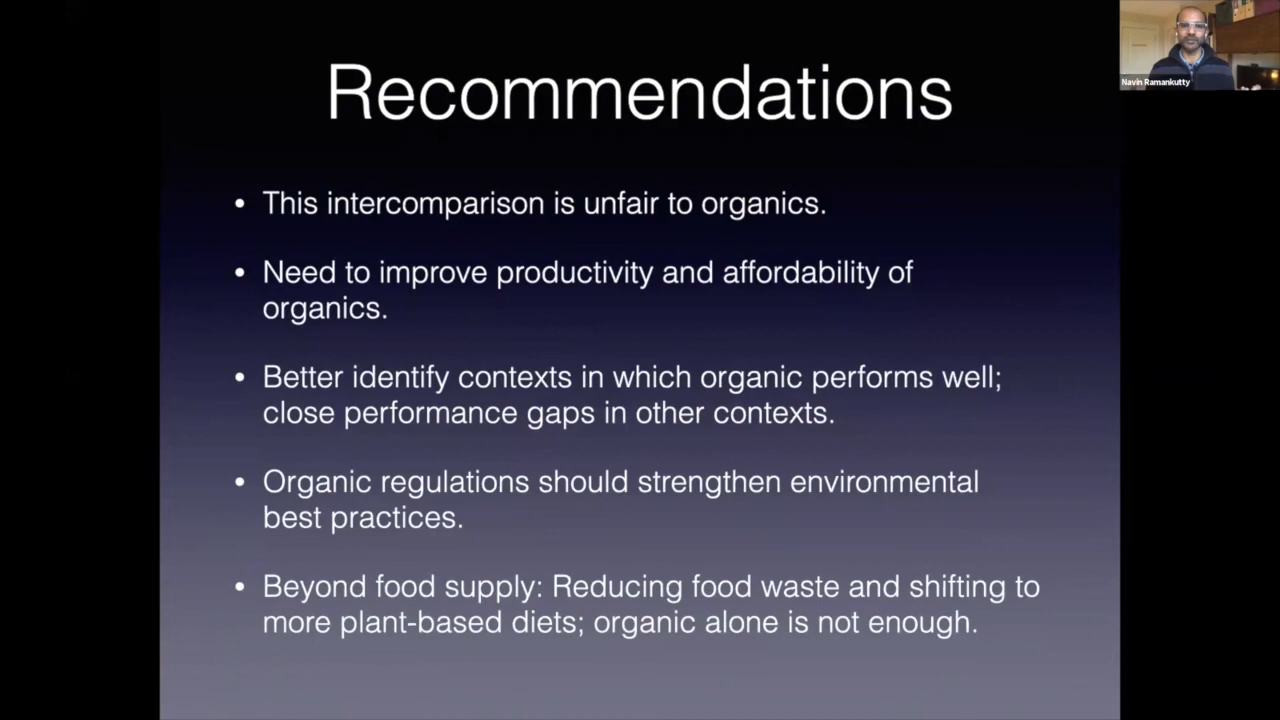 Recommendations
Navin Ramankutty
• This intercomparison is unfair to organics.
• Need to improve productivity and affordability of
organics.
• Better identify contexts in which organic performs well;
close performance gaps in other contexts.
• Organic regulations should strengthen environmental
best practices.
• Beyond food supply: Reducing food waste and shifting to
more plant-based diets; organic alone is not enough.